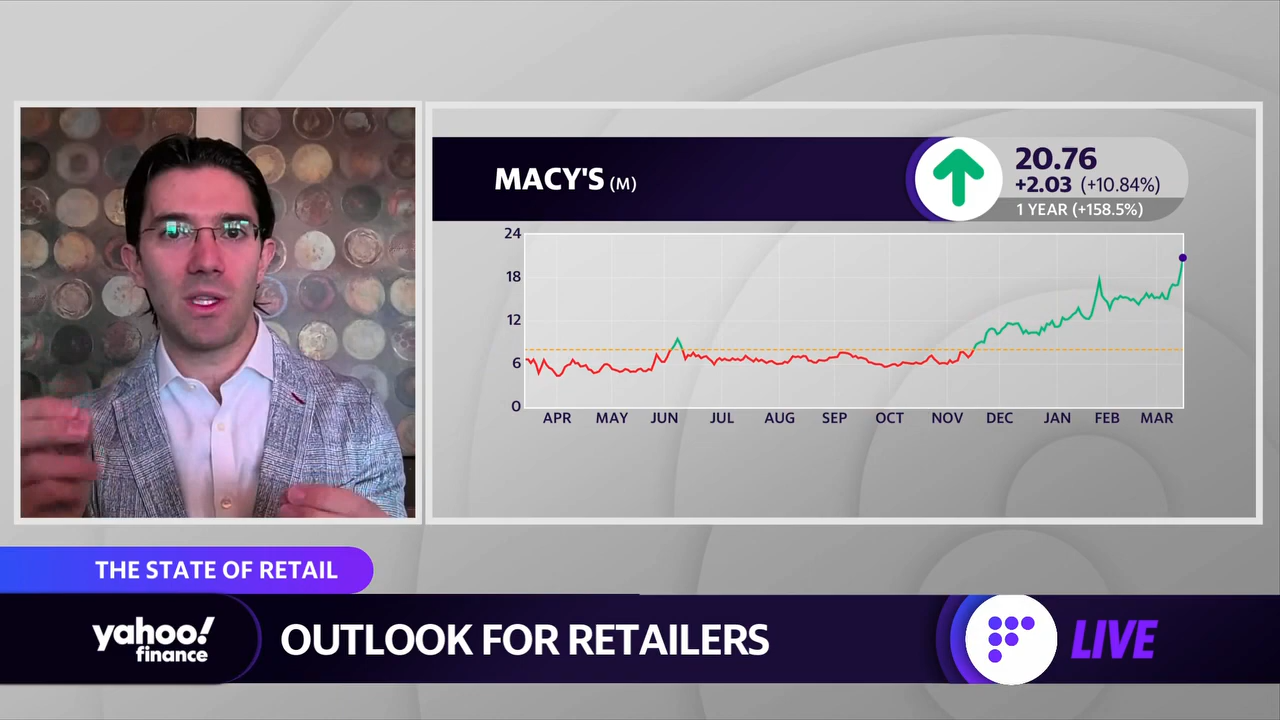 MACY'S (M)
20.76
+2.03 (+10.84%)
1 YEAR (+158.5%)
24
18
12
6
0
APR MAY JUN JUL AUG SEP OCT NOV DEC JAN FEB MAR
THE STATE OF RETAIL
yahoo!
finance
OUTLOOK FOR RETAILERS
LIVE